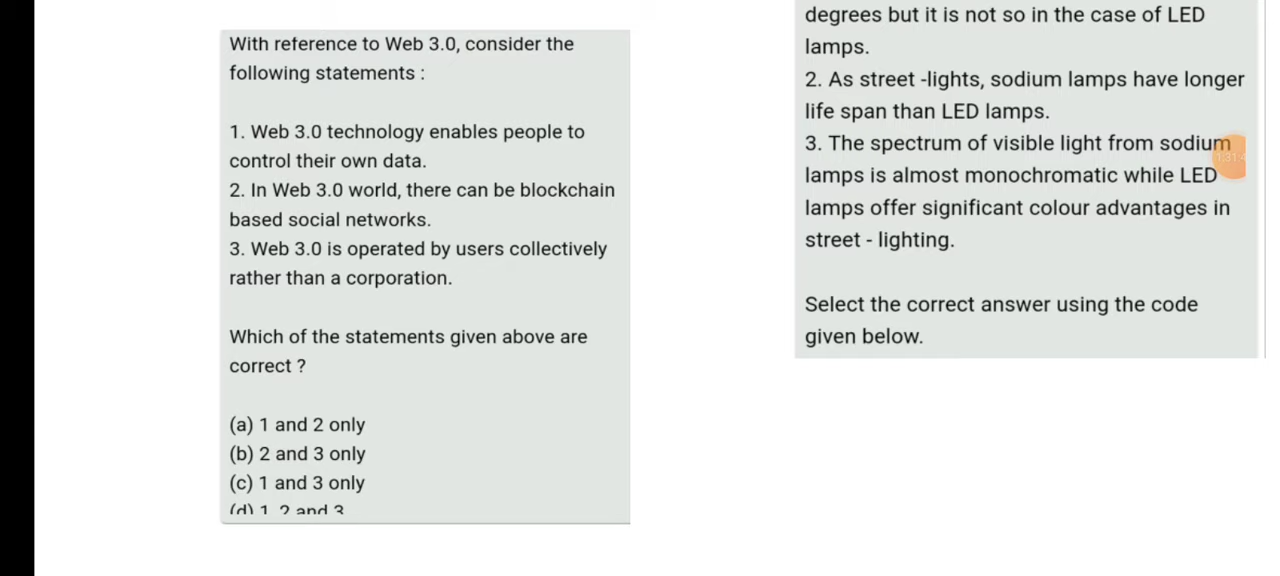 With reference to Web 3.0, consider the
following statements :
1. Web 3.0 technology enables people to
control their own data.
2. In Web 3.0 world, there can be blockchain
based social networks.
3. Web 3.0 is operated by users collectively
rather than a corporation.
Which of the statements given above are
correct ?
(a) 1 and 2 only
(b) 2 and 3 only
(c) 1 and 3 only
(d) 1, 2 and 3
degrees but it is not so in the case of LED
lamps.
2. As street -lights, sodium lamps have longer
life span than LED lamps.
3. The spectrum of visible light from sodium
lamps is almost monochromatic while LED
lamps offer significant colour advantages in
street - lighting.
Select the correct answer using the code
given below.